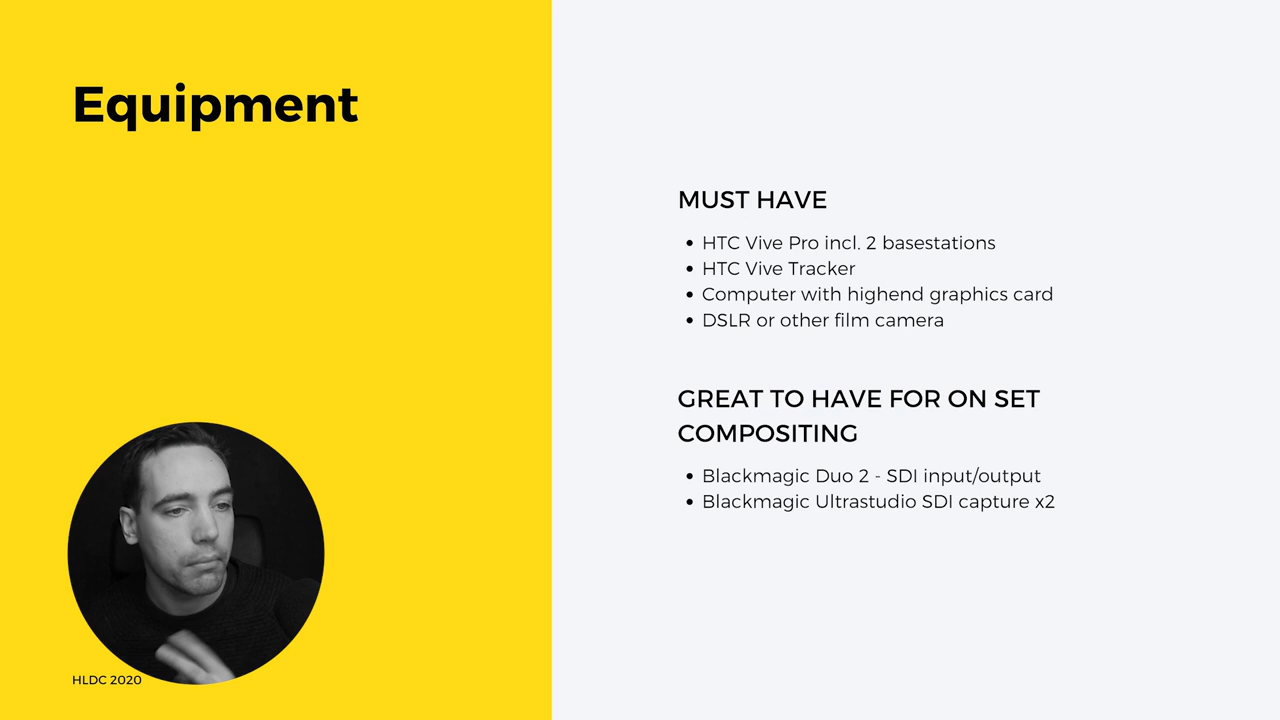 Equipment
MUST HAVE
HTC Vive Pro incl. 2 basestations
HTC Vive Tracker
Computer with highend graphics card
DSLR or other film camera
GREAT TO HAVE FOR ON SET
COMPOSITING
Blackmagic Duo 2 - SDI input/output
Blackmagic Ultrastudio SDI capture x2
HLDC 2020